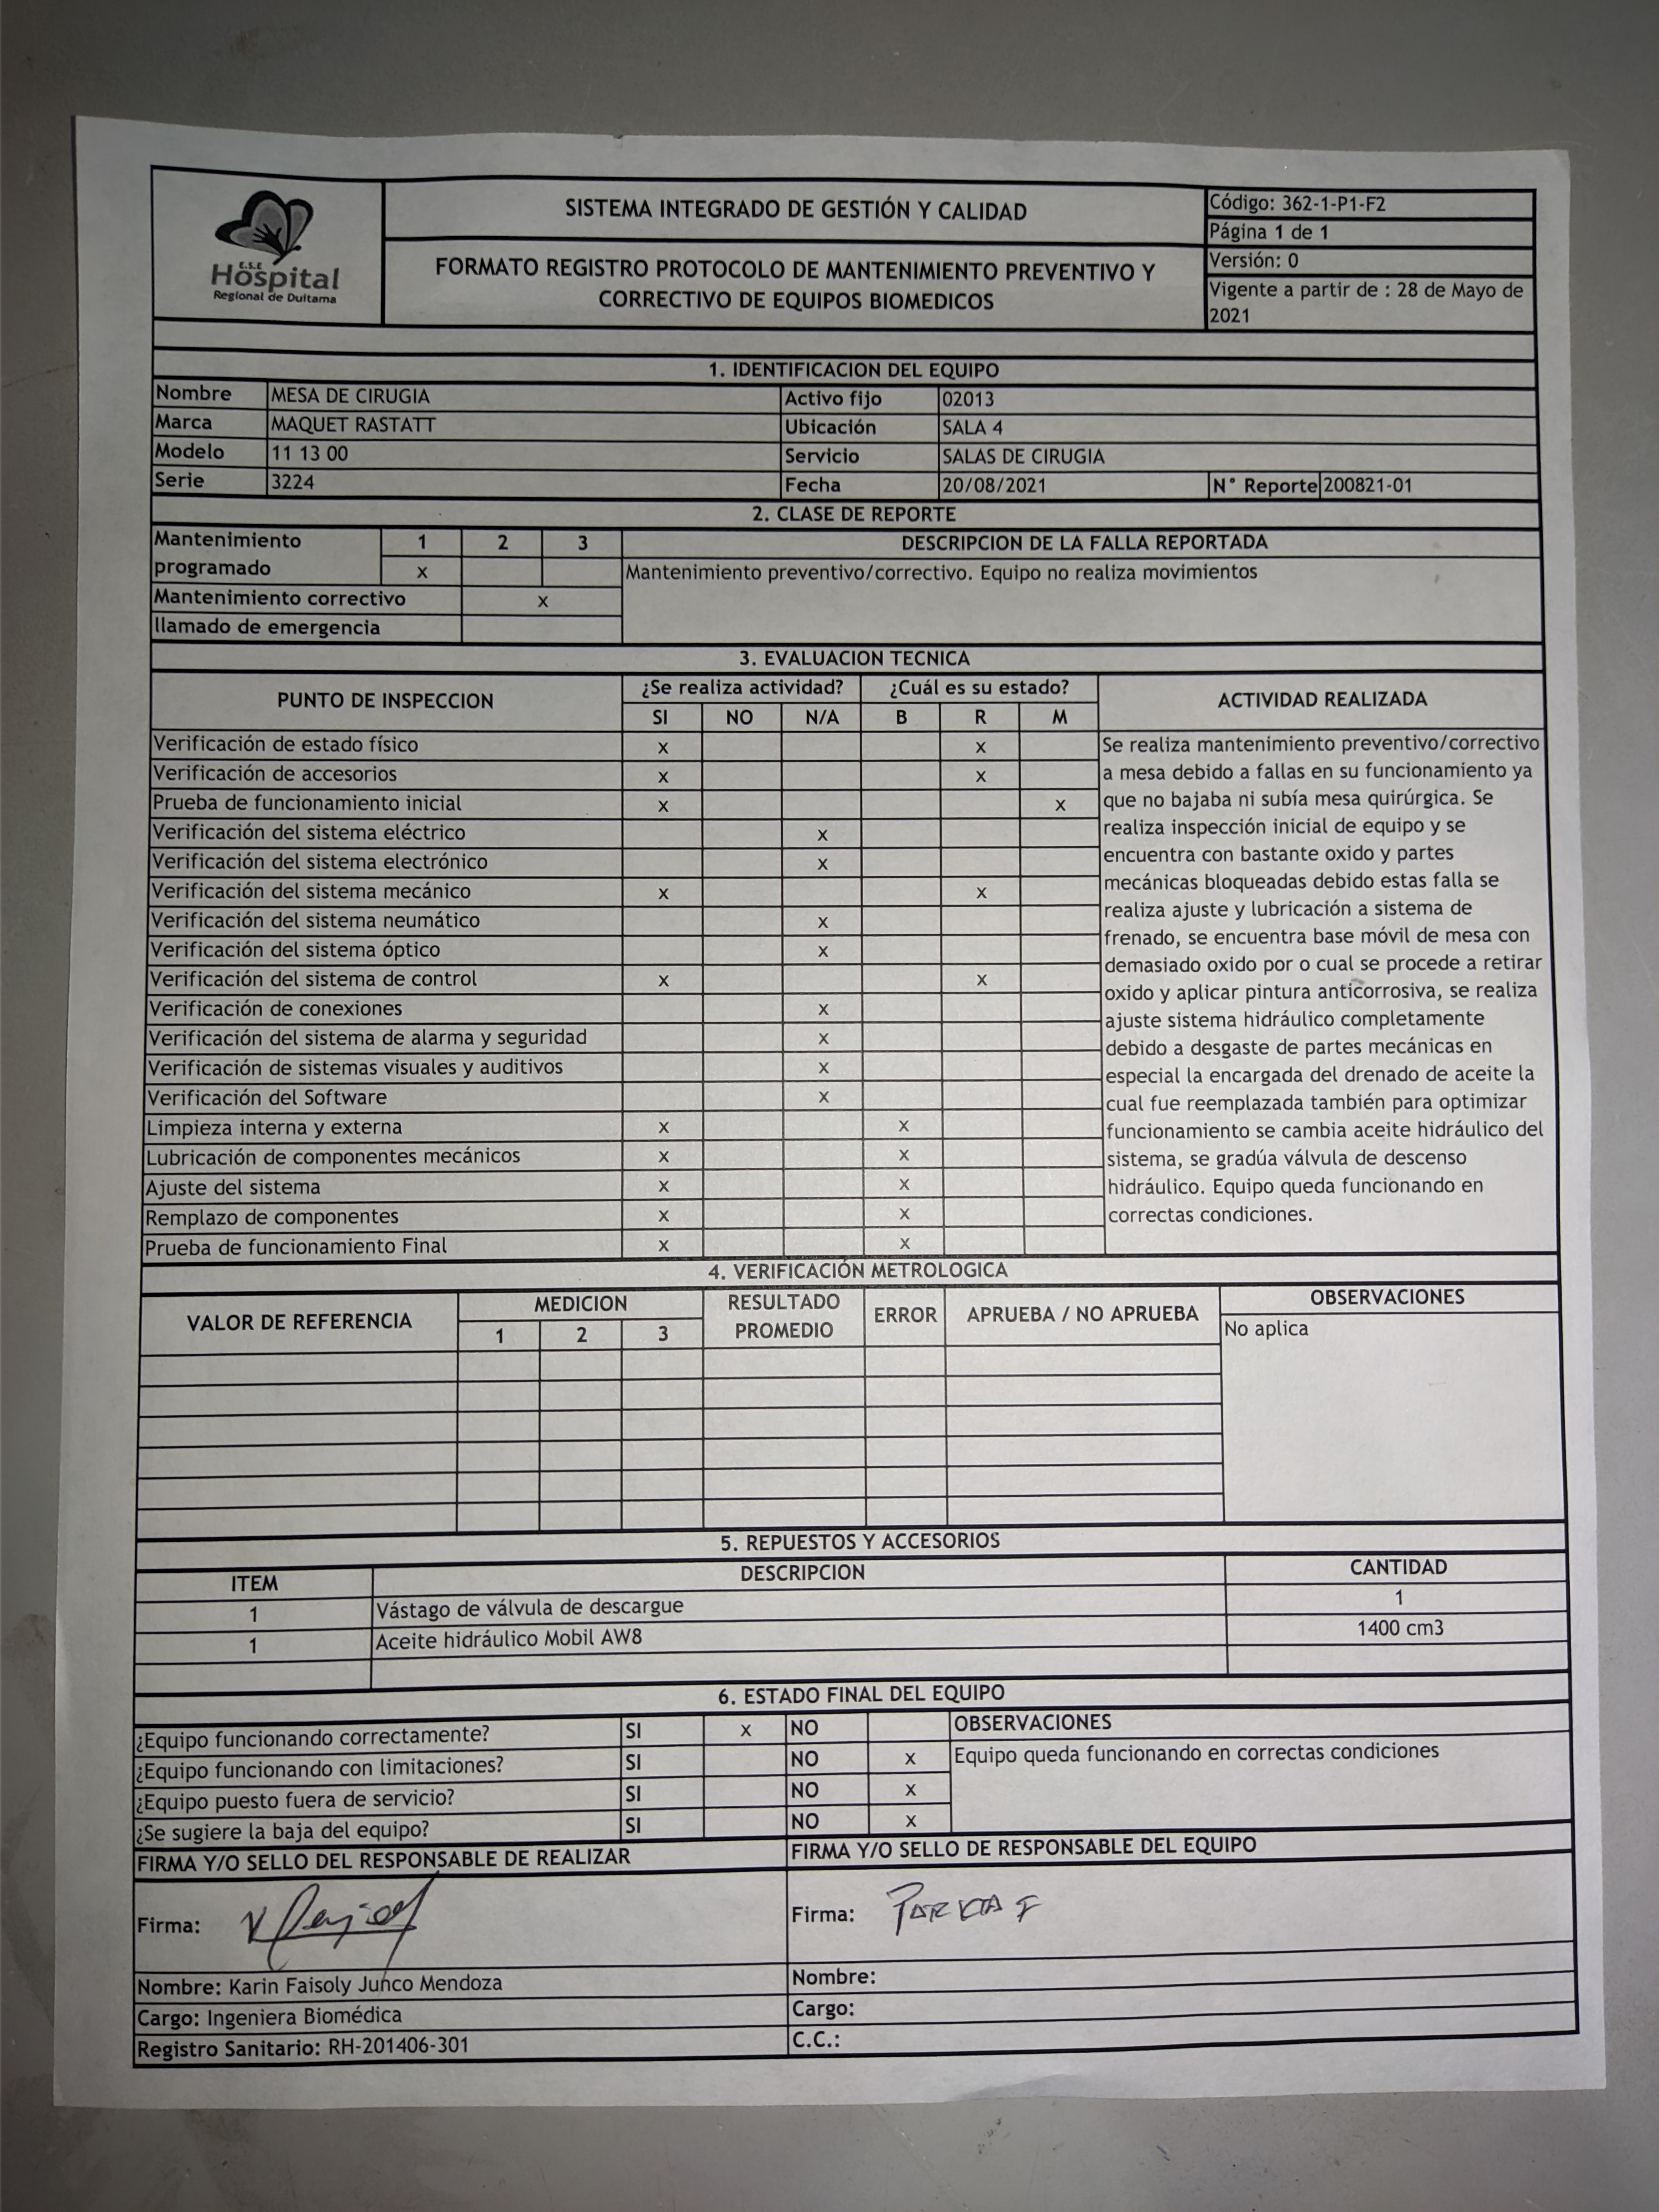 E.S.E
Hospital
Regional de Duitama
SISTEMA INTEGRADO DE GESTIÓN Y CALIDAD
FORMATO REGISTRO PROTOCOLO DE MANTENIMIENTO PREVENTIVO Y
CORRECTIVO DE EQUIPOS BIOMEDICOS
Código: 362-1-P1-F2
Página 1 de 1
Versión: 0
Vigente a partir de : 28 de Mayo de
2021
1. IDENTIFICACION DEL EQUIPO
Nombre MESA DE CIRUGIA Activo fijo 02013
Marca MAQUET RASTATT Ubicación SALA 4
Modelo 11 13 00 Servicio SALAS DE CIRUGIA
Serie 3224 Fecha 20/08/2021 N° Reporte 200821-01
2. CLASE DE REPORTE
Mantenimiento 1 2 3 DESCRIPCION DE LA FALLA REPORTADA
programado x Mantenimiento preventivo/correctivo. Equipo no realiza movimientos
Mantenimiento correctivo x
llamado de emergencia
3. EVALUACION TECNICA
PUNTO DE INSPECCION ¿Se realiza actividad? ¿Cuál es su estado? ACTIVIDAD REALIZADA
SI NO N/A B R M
Verificación de estado físico x x
Verificación de accesorios x x
Prueba de funcionamiento inicial x x
Verificación del sistema eléctrico x
Verificación del sistema electrónico x
Verificación del sistema mecánico x x
Verificación del sistema neumático x
Verificación del sistema óptico x
Verificación del sistema de control x x
Verificación de conexiones x
Verificación del sistema de alarma y seguridad x
Verificación de sistemas visuales y auditivos x
Verificación del Software x
Limpieza interna y externa x x
Lubricación de componentes mecánicos x x
Ajuste del sistema x x
Remplazo de componentes x x
Prueba de funcionamiento Final x x
Se realiza mantenimiento preventivo/correctivo
a mesa debido a fallas en su funcionamiento ya
que no bajaba ni subía mesa quirúrgica. Se
realiza inspección inicial de equipo y se
encuentra con bastante oxido y partes
mecánicas bloqueadas debido estas falla se
realiza ajuste y lubricación a sistema de
frenado, se encuentra base móvil de mesa con
demasiado oxido por o cual se procede a retirar
oxido y aplicar pintura anticorrosiva, se realiza
ajuste sistema hidráulico completamente
debido a desgaste de partes mecánicas en
especial la encargada del drenado de aceite la
cual fue reemplazada también para optimizar
funcionamiento se cambia aceite hidráulico del
sistema, se gradúa válvula de descenso
hidráulico. Equipo queda funcionando en
correctas condiciones.
4. VERIFICACIÓN METROLOGICA
VALOR DE REFERENCIA MEDICION RESULTADO PROMEDIO ERROR APRUEBA / NO APRUEBA OBSERVACIONES
1 2 3 No aplica
5. REPUESTOS Y ACCESORIOS
ITEM DESCRIPCION CANTIDAD
1 Vástago de válvula de descargue 1
1 Aceite hidráulico Mobil AW8 1400 cm3
6. ESTADO FINAL DEL EQUIPO
¿Equipo funcionando correctamente? SI x NO OBSERVACIONES
¿Equipo funcionando con limitaciones? SI NO x Equipo queda funcionando en correctas condiciones
¿Equipo puesto fuera de servicio? SI NO x
¿Se sugiere la baja del equipo? SI NO x
FIRMA Y/O SELLO DEL RESPONSABLE DE REALIZAR FIRMA Y/O SELLO DE RESPONSABLE DEL EQUIPO
Firma: Firma:
Nombre: Karin Faisoly Junco Mendoza Nombre:
Cargo: Ingeniera Biomédica Cargo:
Registro Sanitario: RH-201406-301 C.C.: